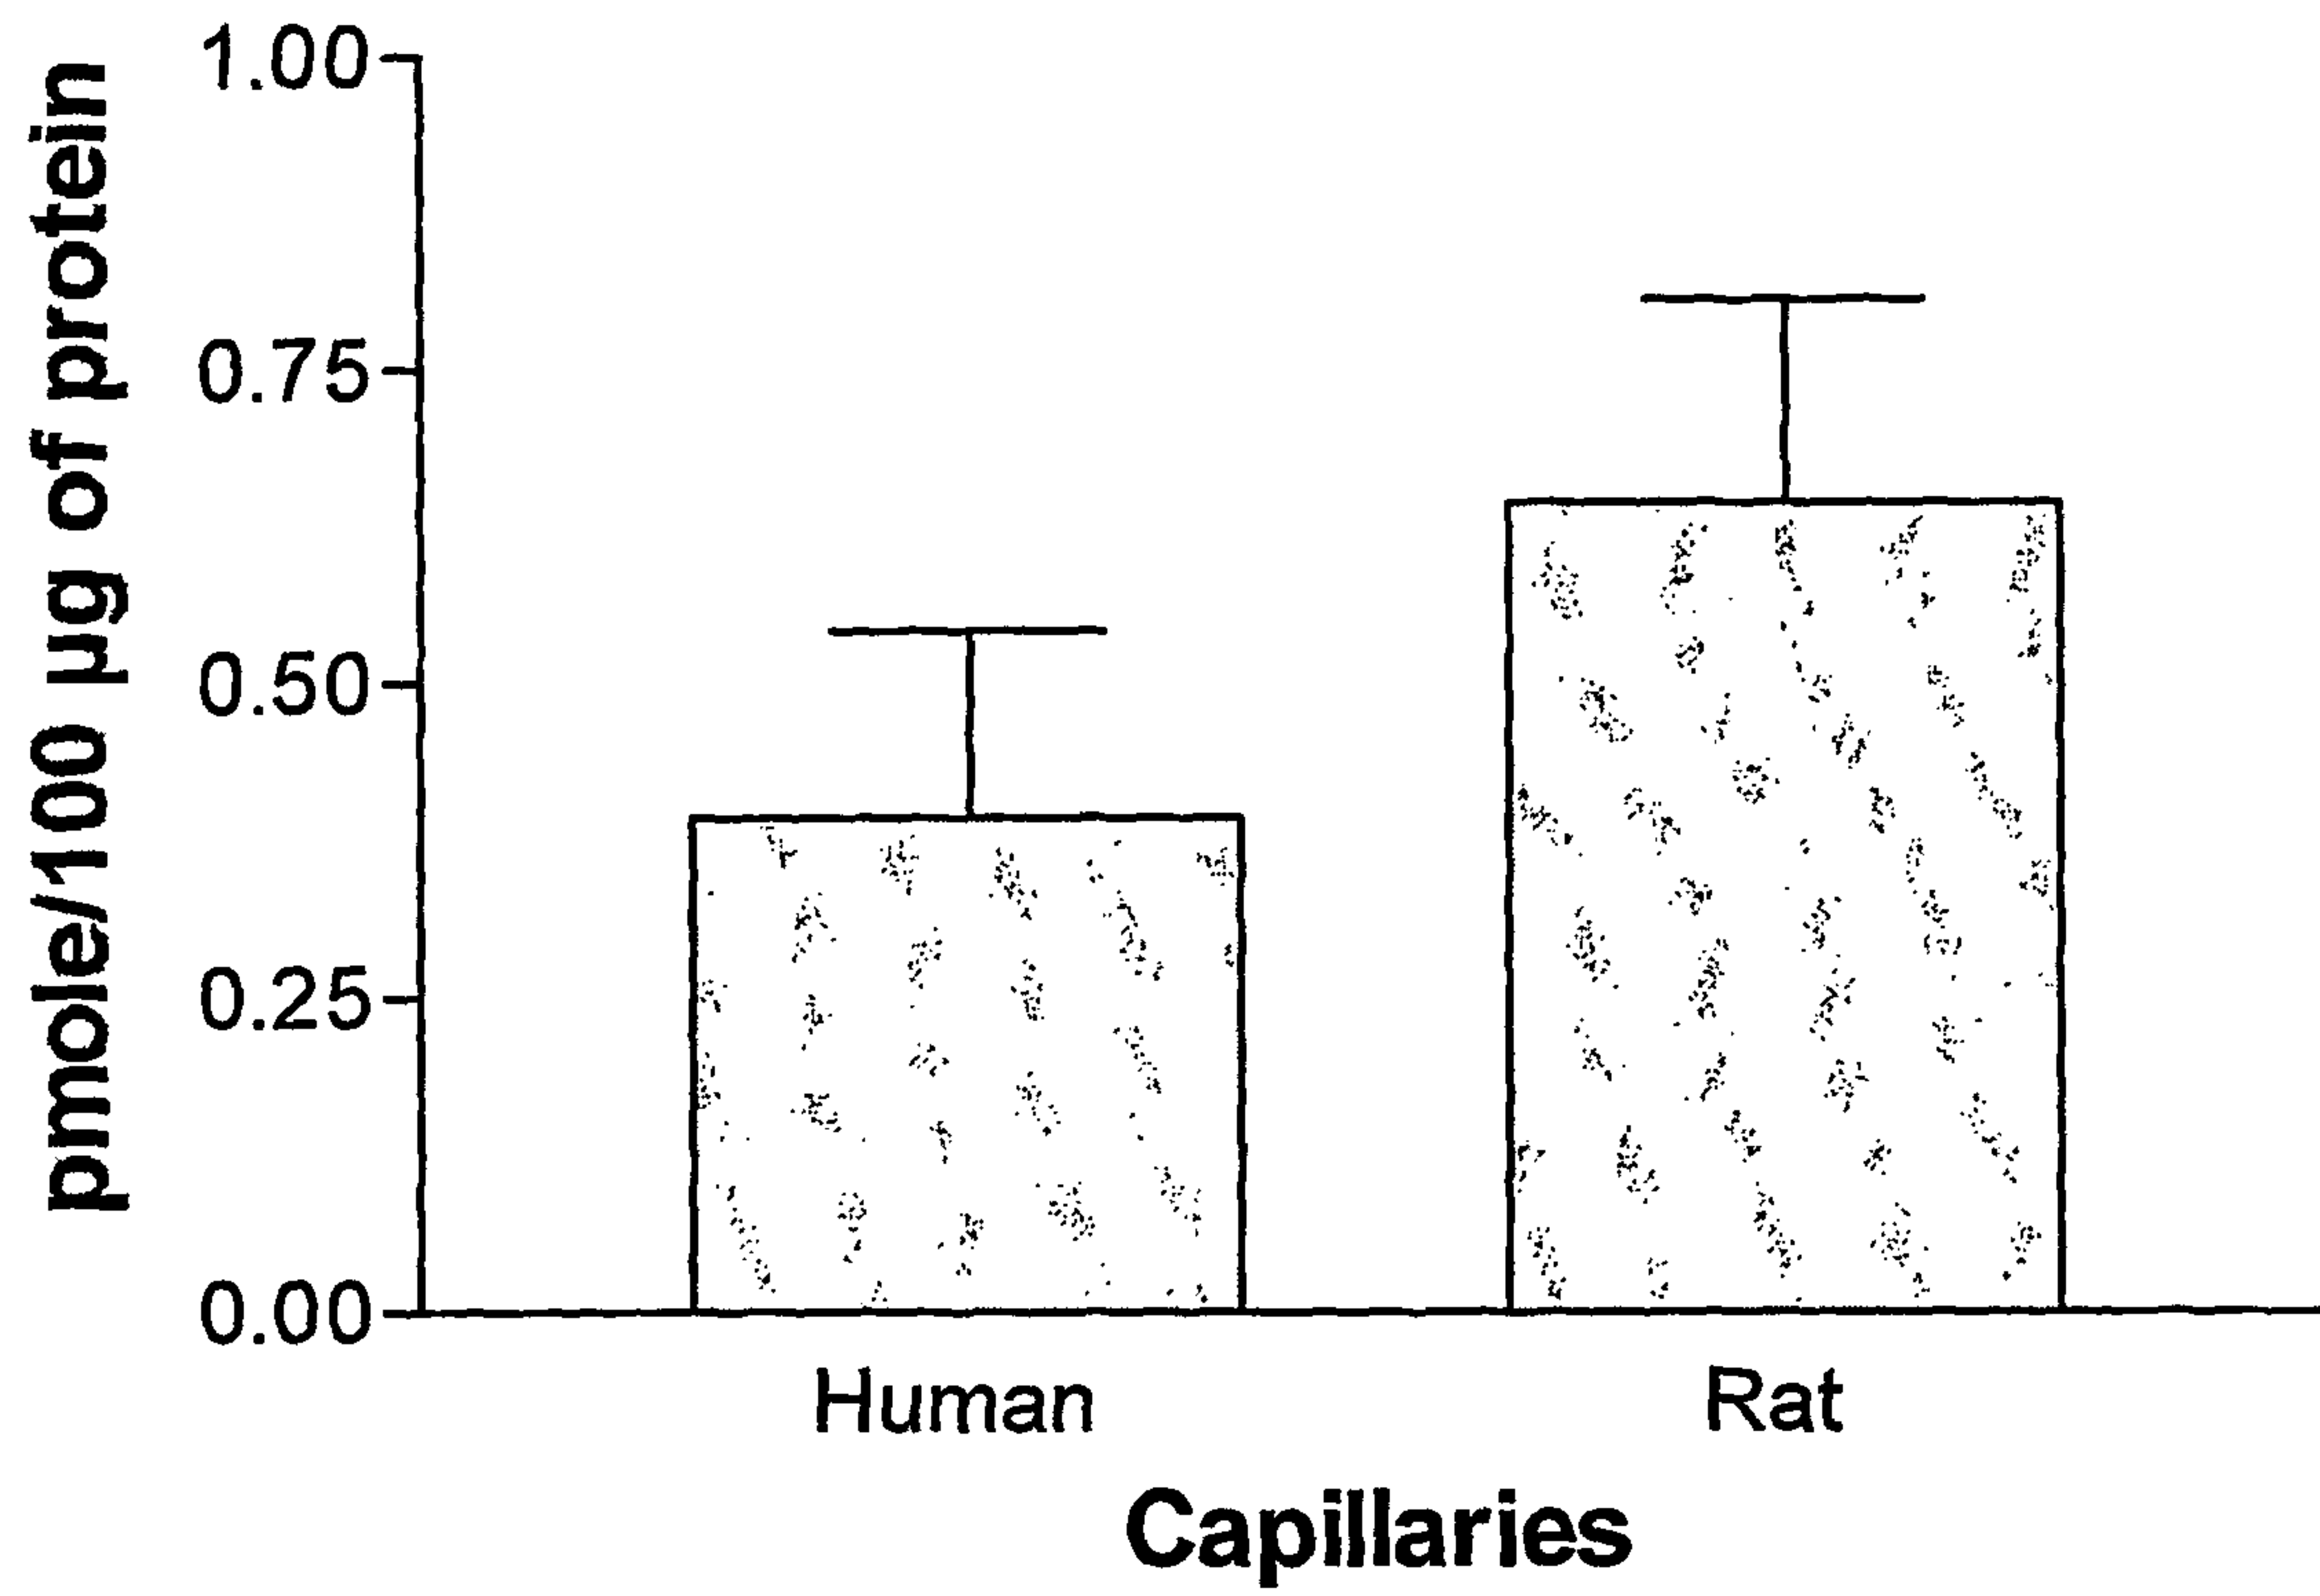 pmole/100 µg of protein
1.00
0.75
0.50
0.25
0.00
Human Rat
Capillaries